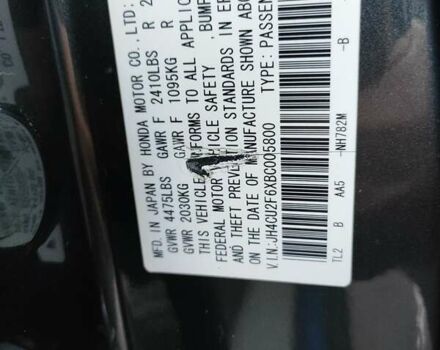 MFD IN JAPAN BY HONDA MOTOR CO., LTD.
GVWR 4475LBS GAWR F 2410LBS R 2
GVWR 2030KG GAWR F 1095KG R
THIS VEHICLE CONFORMS TO ALL APPLIC
FEDERAL MOTOR VEHICLE SAFETY, BUMP
AND THEFT PREVENTION STANDARDS IN EF
ON THE DATE OF MANUFACTURE SHOWN ABO
V.I.N.:JH4CU2F6XBC005800 TYPE: PASSEN
TL2 B AA5 -NH782M -B